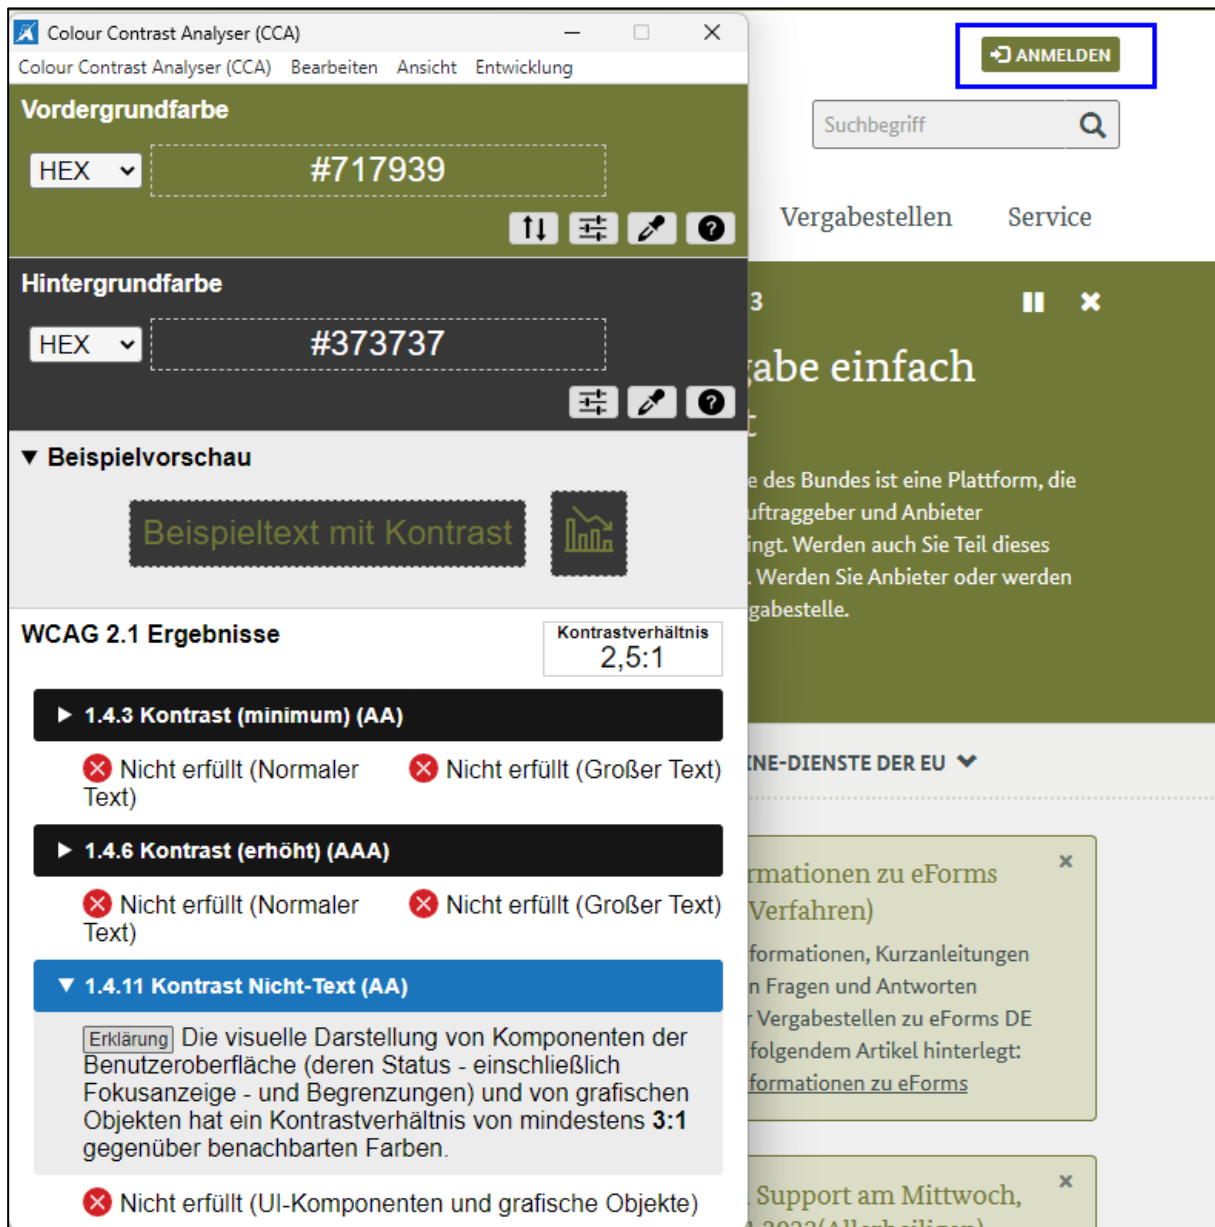 Colour Contrast Analyser (CCA)
Colour Contrast Analyser (CCA) Bearbeiten Ansicht Entwicklung
Vordergrundfarbe
HEX #717939
Hintergrundfarbe
HEX #373737
▼ Beispielvorschau
Beispieltext mit Kontrast
WCAG 2.1 Ergebnisse
Kontrastverhältnis
2,5:1
▶ 1.4.3 Kontrast (minimum) (AA)
Nicht erfüllt (Normaler
Text)
Nicht erfüllt (Großer Text)
▶ 1.4.6 Kontrast (erhöht) (AAA)
Nicht erfüllt (Normaler
Text)
Nicht erfüllt (Großer Text)
▼ 1.4.11 Kontrast Nicht-Text (AA)
Erklärung Die visuelle Darstellung von Komponenten der
Benutzeroberfläche (deren Status - einschließlich
Fokusanzeige - und Begrenzungen) und von grafischen
Objekten hat ein Kontrastverhältnis von mindestens 3:1
gegenüber benachbarten Farben.
Nicht erfüllt (UI-Komponenten und grafische Objekte)
ANMELDEN
Suchbegriff
Vergabestellen Service
3
gabe einfach
t
e des Bundes ist eine Plattform, die
uftraggeber und Anbieter
ingt. Werden auch Sie Teil dieses
. Werden Sie Anbieter oder werden
gabestelle.
INE-DIENSTE DER EU
rmationen zu eForms
Verfahren)
formationen, Kurzanleitungen
n Fragen und Antworten
r Vergabestellen zu eForms DE
folgendem Artikel hinterlegt:
formationen zu eForms
Support am Mittwoch,